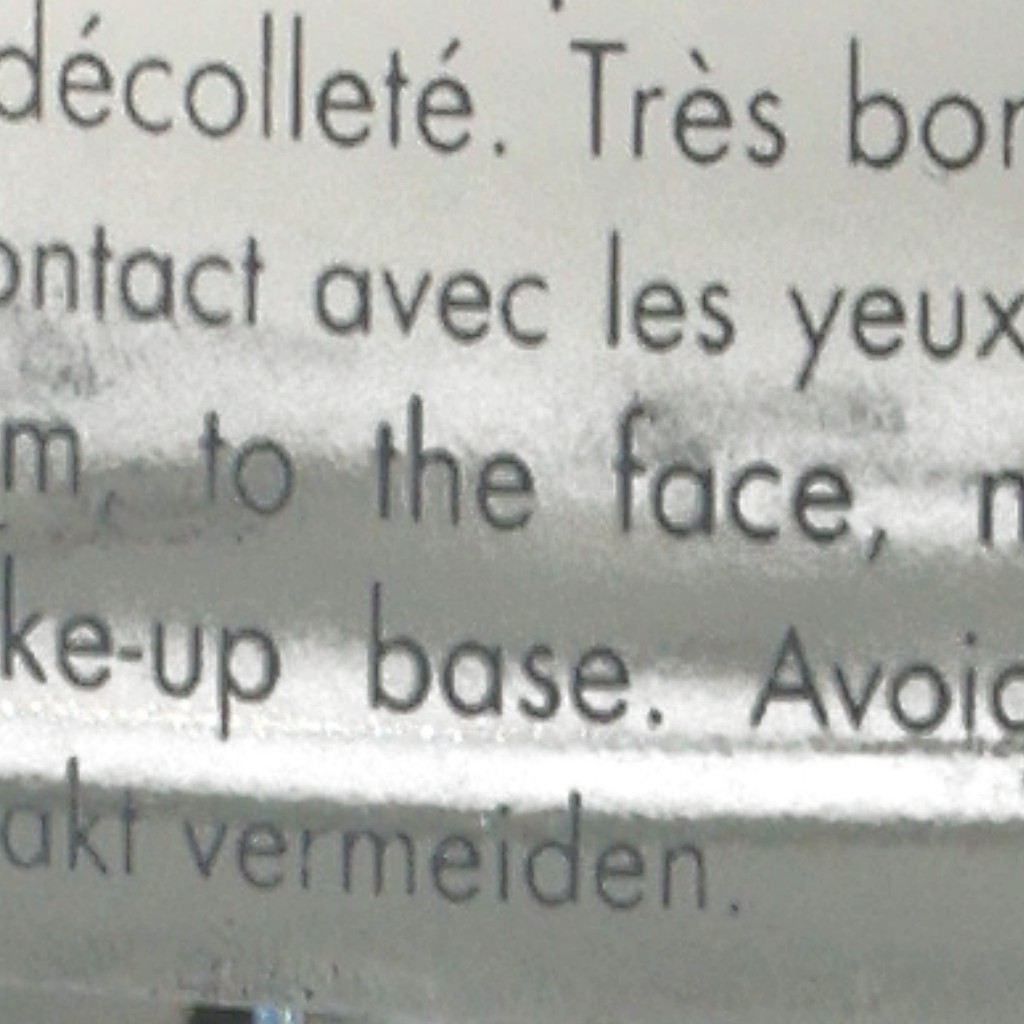 décolleté. Très bon
ontact avec les yeux
m, to the face, n
ke-up base. Avoid
akt vermeiden.